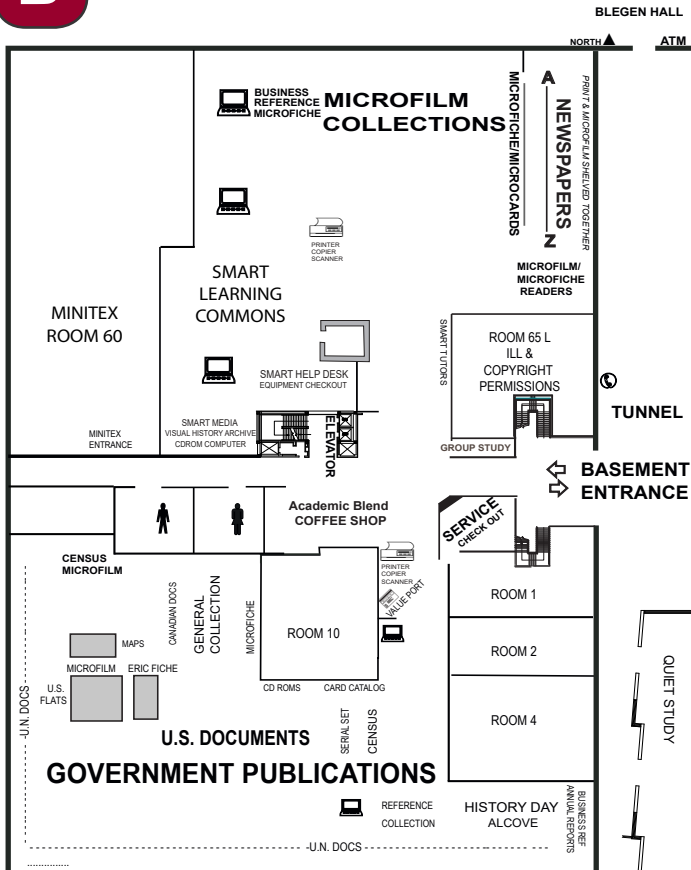 B
BLEGEN HALL
NORTH
ATM
BUSINESS
REFERENCE
MICROFICHE
MICROFILM
COLLECTIONS
MICROFICHE/MICROCARDS
A
NEWSPAPERS
Z
PRINT & MICROFILM SHELVED TOGETHER
MICROFILM/
MICROFICHE
READERS
PRINTER
COPIER
SCANNER
SMART
LEARNING
COMMONS
MINITEX
ROOM 60
SMART HELP DESK
EQUIPMENT CHECKOUT
SMART TUTORS
ROOM 65 L
ILL &
COPYRIGHT
PERMISSIONS
TUNNEL
MINITEX
ENTRANCE
SMART MEDIA
VISUAL HISTORY ARCHIVE
CDROM COMPUTER
ELEVATOR
GROUP STUDY
BASEMENT
ENTRANCE
Academic Blend
COFFEE SHOP
SERVICE
CHECK OUT
CENSUS
MICROFILM
CANADIAN DOCS
GENERAL
COLLECTION
MICROFICHE
ROOM 10
PRINTER
COPIER
SCANNER
VALUE PORT
ROOM 1
ROOM 2
ROOM 4
QUIET STUDY
MAPS
MICROFILM
ERIC FICHE
U.S.
FLATS
U.N. DOCS
CD ROMS
CARD CATALOG
U.S. DOCUMENTS
SERIAL SET
CENSUS
GOVERNMENT PUBLICATIONS
REFERENCE
COLLECTION
HISTORY DAY
ALCOVE
BUSINESS REF
ANNUAL REPORTS
U.N. DOCS